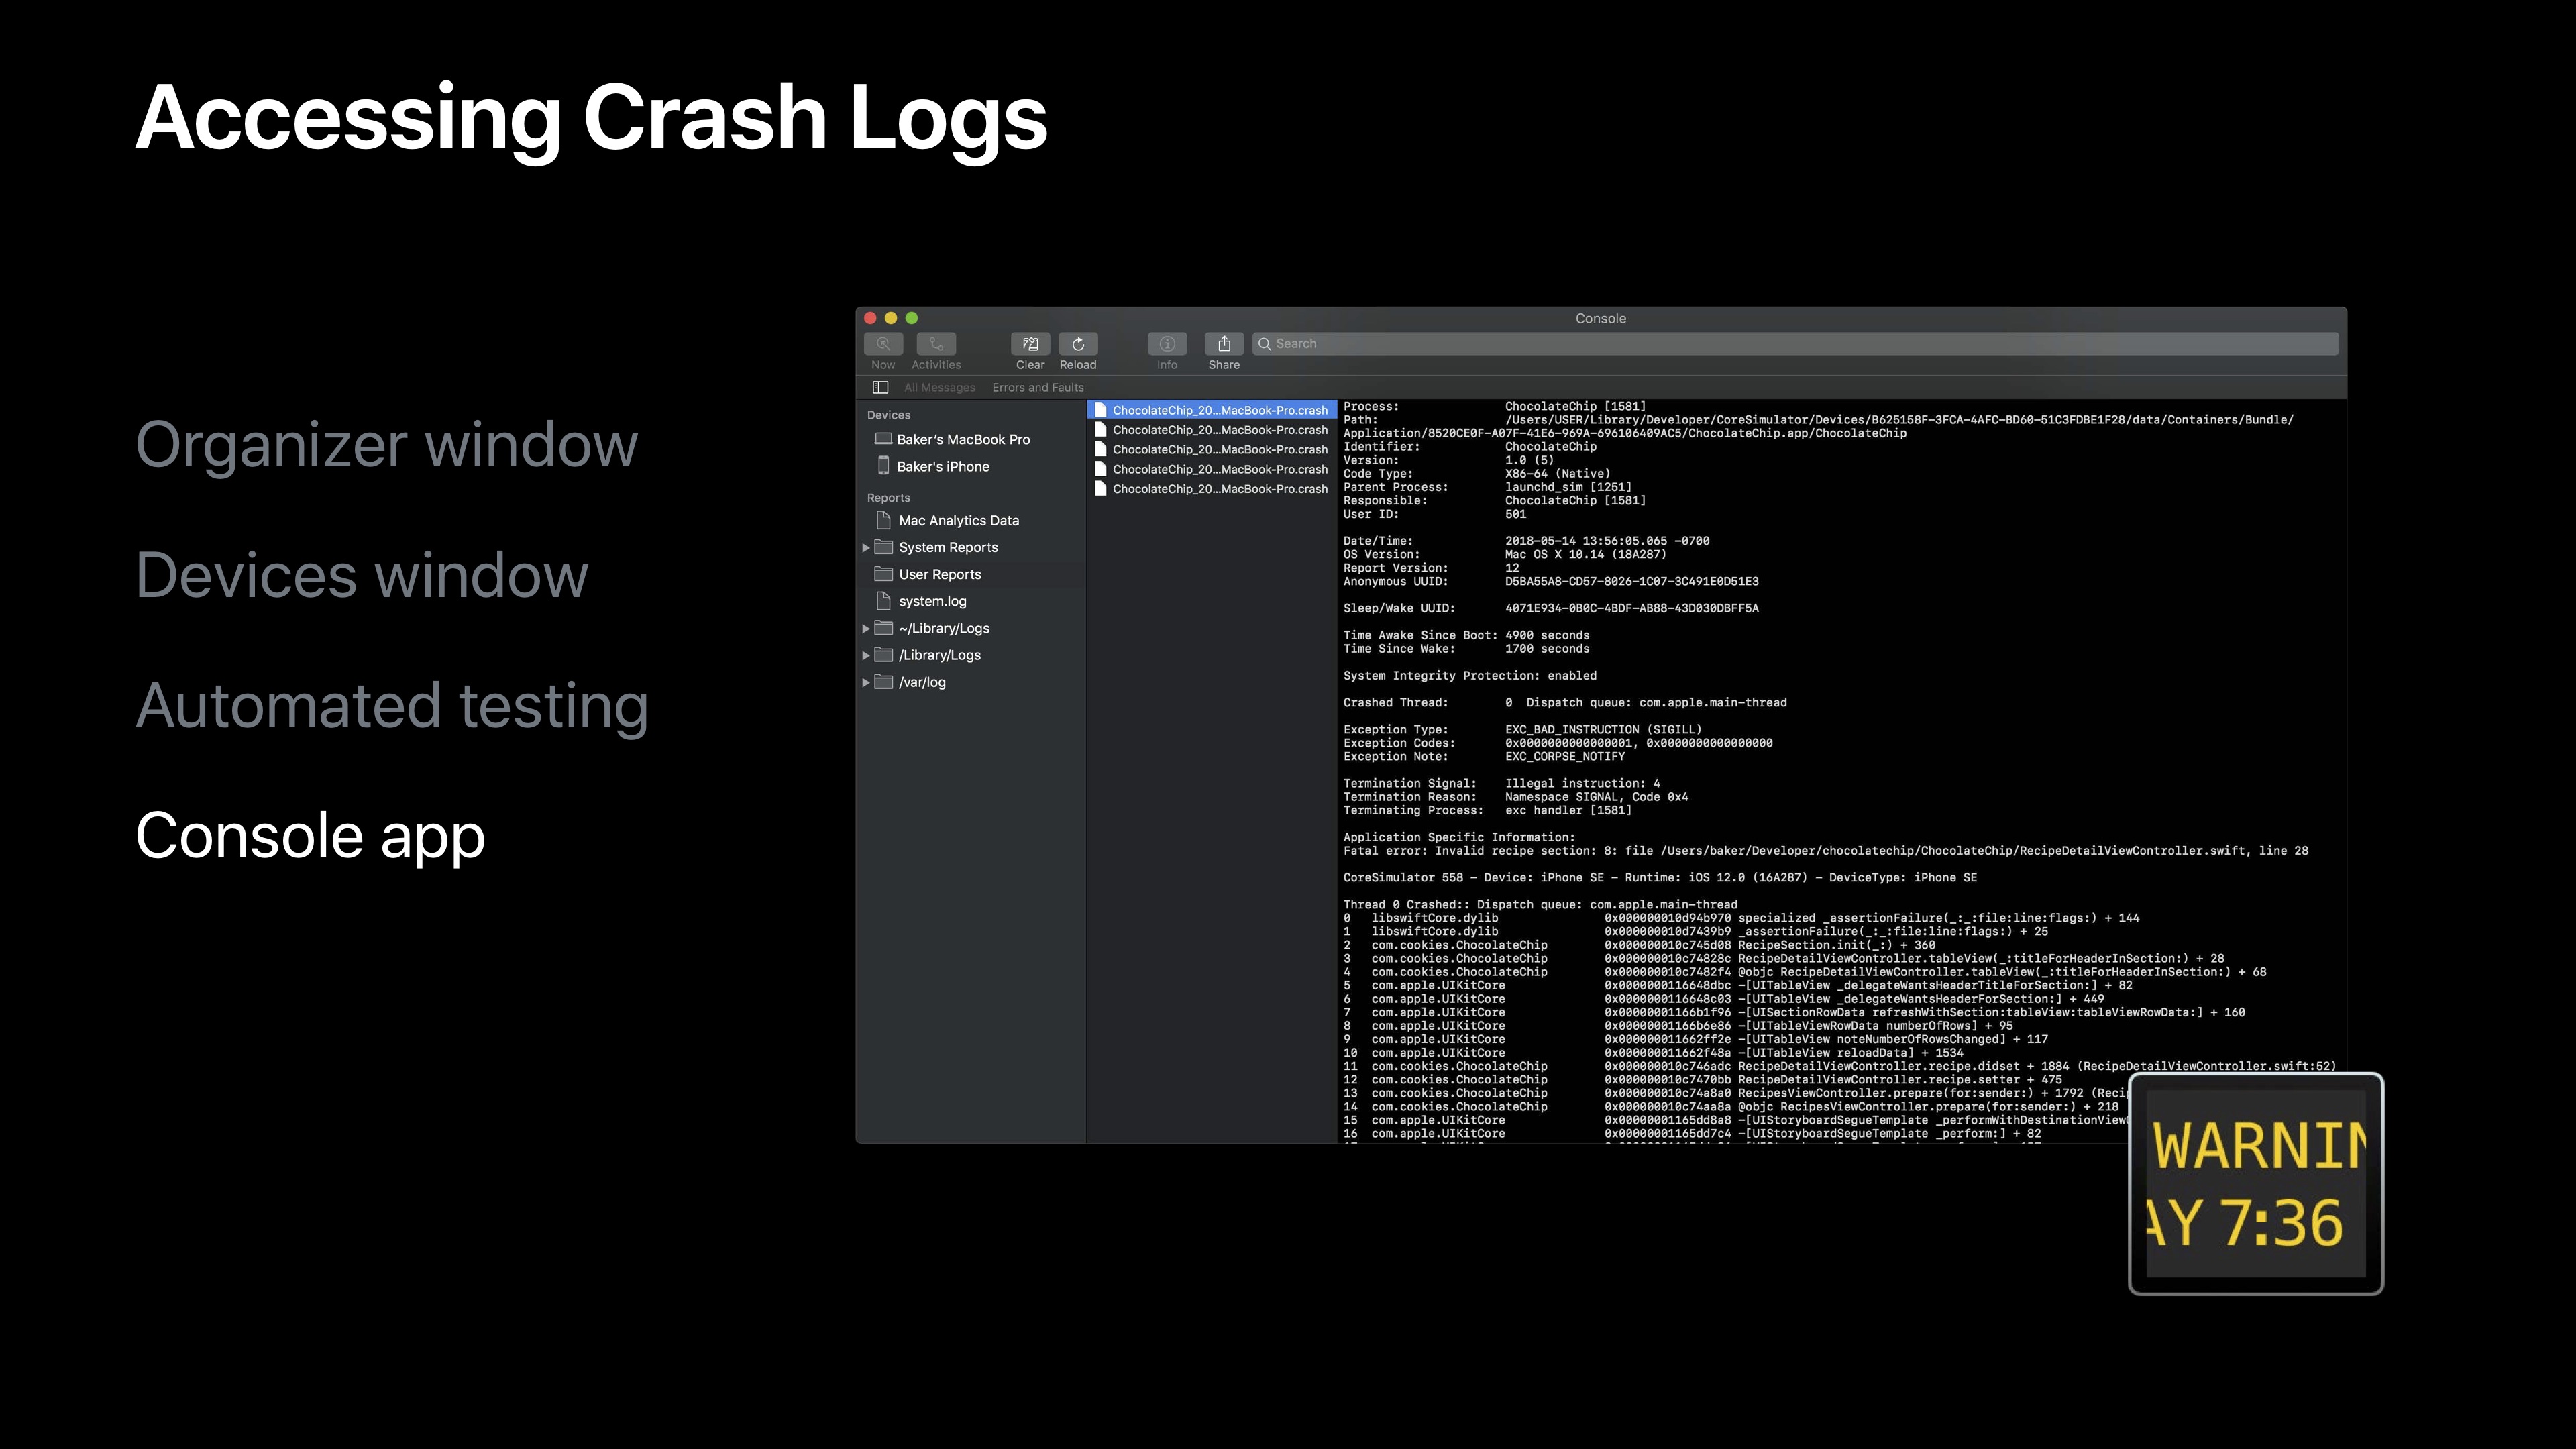 Accessing Crash Logs
Organizer window
Devices window
Automated testing
Console app
Console
Now
Activities
Clear
Reload
Info
Share
Search
All Messages
Errors and Faults
Devices
Baker’s MacBook Pro
Baker's iPhone
Reports
Mac Analytics Data
System Reports
User Reports
system.log
~/Library/Logs
/Library/Logs
/var/log
ChocolateChip_20...MacBook-Pro.crash
ChocolateChip_20...MacBook-Pro.crash
ChocolateChip_20...MacBook-Pro.crash
ChocolateChip_20...MacBook-Pro.crash
ChocolateChip_20...MacBook-Pro.crash
Process: ChocolateChip [1581]
Path: /Users/USER/Library/Developer/CoreSimulator/Devices/B625158F-3FCA-4AFC-BD60-51C3FDBE1F28/data/Containers/Bundle/
Application/8520CE0F-A07F-41E6-969A-696106409AC5/ChocolateChip.app/ChocolateChip
Identifier: ChocolateChip
Version: 1.0 (5)
Code Type: X86-64 (Native)
Parent Process: launchd_sim [1251]
Responsible: ChocolateChip [1581]
User ID: 501
Date/Time: 2018-05-14 13:56:05.065 -0700
OS Version: Mac OS X 10.14 (18A287)
Report Version: 12
Anonymous UUID: D5BA55A8-CD57-8026-1C07-3C491E0D51E3
Sleep/Wake UUID: 4071E934-0B0C-4BDF-AB88-43D030DBFF5A
Time Awake Since Boot: 4900 seconds
Time Since Wake: 1700 seconds
System Integrity Protection: enabled
Crashed Thread: 0 Dispatch queue: com.apple.main-thread
Exception Type: EXC_BAD_INSTRUCTION (SIGILL)
Exception Codes: 0x0000000000000001, 0x0000000000000000
Exception Note: EXC_CORPSE_NOTIFY
Termination Signal: Illegal instruction: 4
Termination Reason: Namespace SIGNAL, Code 0x4
Terminating Process: exc handler [1581]
Application Specific Information:
Fatal error: Invalid recipe section: 8: file /Users/baker/Developer/chocolatechip/ChocolateChip/RecipeDetailViewController.swift, line 28
CoreSimulator 558 - Device: iPhone SE - Runtime: iOS 12.0 (16A287) - DeviceType: iPhone SE
Thread 0 Crashed:: Dispatch queue: com.apple.main-thread
0 libswiftCore.dylib 0x000000010d94b970 specialized _assertionFailure(_:_:file:line:flags:) + 144
1 libswiftCore.dylib 0x000000010d7439b9 _assertionFailure(_:_:file:line:flags:) + 25
2 com.cookies.ChocolateChip 0x000000010c745d08 RecipeSection.init(_:) + 360
3 com.cookies.ChocolateChip 0x000000010c74828c RecipeDetailViewController.tableView(_:titleForHeaderInSection:) + 28
4 com.cookies.ChocolateChip 0x000000010c7482f4 @objc RecipeDetailViewController.tableView(_:titleForHeaderInSection:) + 68
5 com.apple.UIKitCore 0x0000000116648dbc -[UITableView _delegateWantsHeaderTitleForSection:] + 82
6 com.apple.UIKitCore 0x0000000116648c03 -[UITableView _delegateWantsHeaderForSection:] + 449
7 com.apple.UIKitCore 0x00000001166b1f96 -[UISectionRowData refreshWithSection:tableView:tableViewRowData:] + 160
8 com.apple.UIKitCore 0x00000001166b6e86 -[UITableViewRowData numberOfRows] + 95
9 com.apple.UIKitCore 0x000000011662ff2e -[UITableView noteNumberOfRowsChanged] + 117
10 com.apple.UIKitCore 0x000000011662f48a -[UITableView reloadData] + 1534
11 com.cookies.ChocolateChip 0x000000010c746adc RecipeDetailViewController.recipe.didset + 1884 (RecipeDetailViewController.swift:52)
12 com.cookies.ChocolateChip 0x000000010c7470bb RecipeDetailViewController.recipe.setter + 475
13 com.cookies.ChocolateChip 0x000000010c74a8a0 RecipesViewController.prepare(for:sender:) + 1792 (Reci
14 com.cookies.ChocolateChip 0x000000010c74aa8a @objc RecipesViewController.prepare(for:sender:) + 218
15 com.apple.UIKitCore 0x00000001165dd8a8 -[UIStoryboardSegueTemplate _performWithDestinationView
16 com.apple.UIKitCore 0x00000001165dd7c4 -[UIStoryboardSegueTemplate _perform:] + 82
WARNIN
AY 7:36